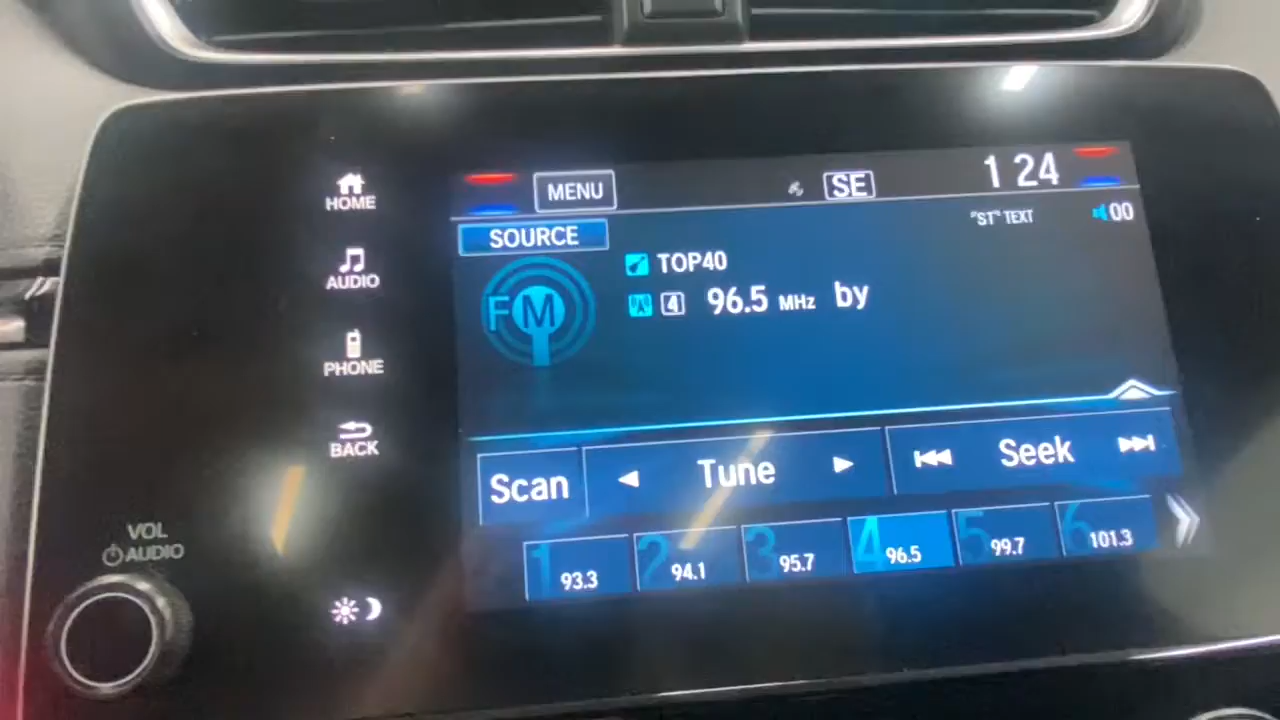 HOME
AUDIO
PHONE
BACK
VOL
AUDIO
MENU
SE
1 24
SOURCE
"ST" TEXT
00
FM
TOP40
4 96.5 MHz by
Scan
Tune
Seek
1 93.3
2 94.1
3 95.7
4 96.5
5 99.7
6 101.3